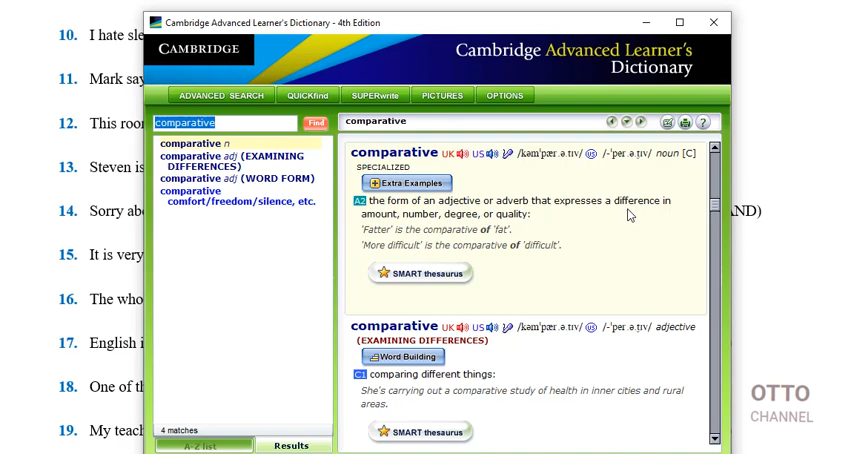 Cambridge Advanced Learner's Dictionary - 4th Edition
CAMBRIDGE
Cambridge Advanced Learner's
Dictionary
ADVANCED SEARCH QUICKfind SUPERwrite PICTURES OPTIONS
comparative Find
comparative
comparative n
comparative adj (EXAMINING
DIFFERENCES)
comparative adj (WORD FORM)
comparative
comfort/freedom/silence, etc.
4 matches
A-Z list Results
comparative UK US /kəmˈpær.ə.tɪv/ US /-ˈper.ə.t̬ɪv/ noun [C]
SPECIALIZED
Extra Examples
A2 the form of an adjective or adverb that expresses a difference in
amount, number, degree, or quality:
'Fatter' is the comparative of 'fat'.
'More difficult' is the comparative of 'difficult'.
SMART thesaurus
comparative UK US /kəmˈpær.ə.tɪv/ US /-ˈper.ə.t̬ɪv/ adjective
(EXAMINING DIFFERENCES)
Word Building
C1 comparing different things:
She's carrying out a comparative study of health in inner cities and rural
areas.
SMART thesaurus
10. I hate
11. Mark
12. This
13. Steven is
14. Sorry AND)
15. It is very
16. The
17. English
18. One of
19. My
OTTO
CHANNEL